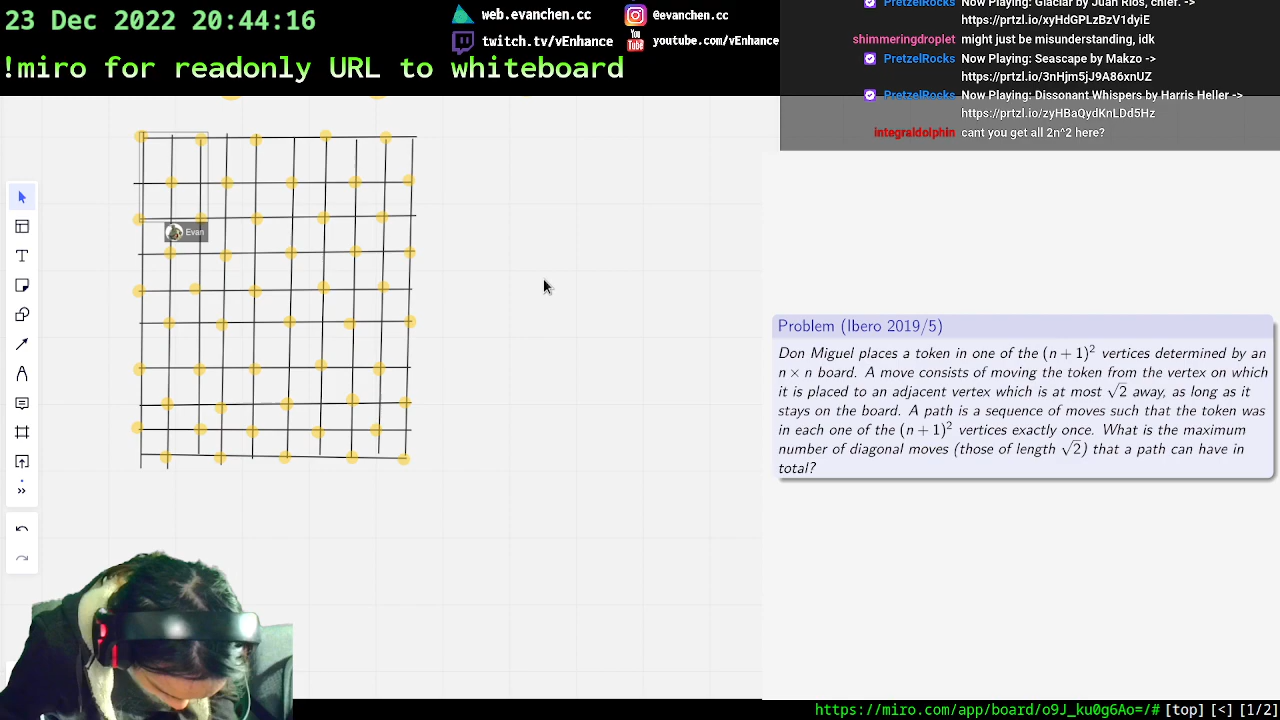 23 Dec 2022 20:44:16
!miro for readonly URL to whiteboard
web.evanchen.cc
@evanchen.cc
twitch.tv/vEnhance
youtube.com/vEnhance
PretzelRocks Now Playing: Glaciar by Juan Rios, chief. ->
https://prtzl.io/xyHdGPLzBzV1dyiE
shimmeringdroplet might just be misunderstanding, idk
PretzelRocks Now Playing: Seascape by Makzo ->
https://prtzl.io/3nHjm5jJ9A86xnUZ
PretzelRocks Now Playing: Dissonant Whispers by Harris Heller ->
https://prtzl.io/zyHBaQydKnLDd5Hz
integraldolphin cant you get all 2n^2 here?
Evan
Problem (Ibero 2019/5)
Don Miguel places a token in one of the (n + 1)² vertices determined by an
n × n board. A move consists of moving the token from the vertex on which
it is placed to an adjacent vertex which is at most √2 away, as long as it
stays on the board. A path is a sequence of moves such that the token was
in each one of the (n + 1)² vertices exactly once. What is the maximum
number of diagonal moves (those of length √2) that a path can have in
total?
https://miro.com/app/board/o9J_ku0g6Ao=/# [top] [<] [1/2]